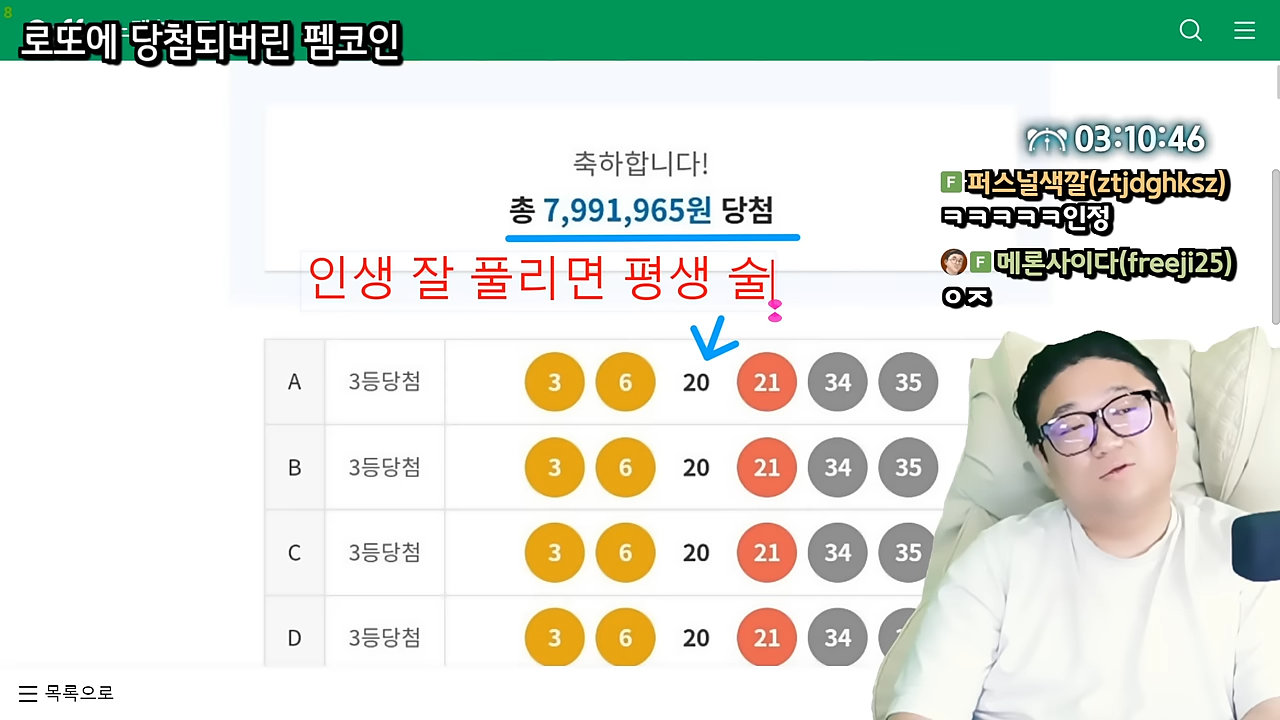 8
로또에 당첨되버린 펨코인
축하합니다!
총 7,991,965원 당첨
인생 잘 풀리면 평생 술
03:10:46
F 퍼스널색깔(ztjdghksz)
ㅋㅋㅋㅋㅋ인정
F 메론사이다(freeji25)
ㅇㅈ
A 3등당첨 3 6 20 21 34 35
B 3등당첨 3 6 20 21 34 35
C 3등당첨 3 6 20 21 34 35
D 3등당첨 3 6 20 21 34
목록으로